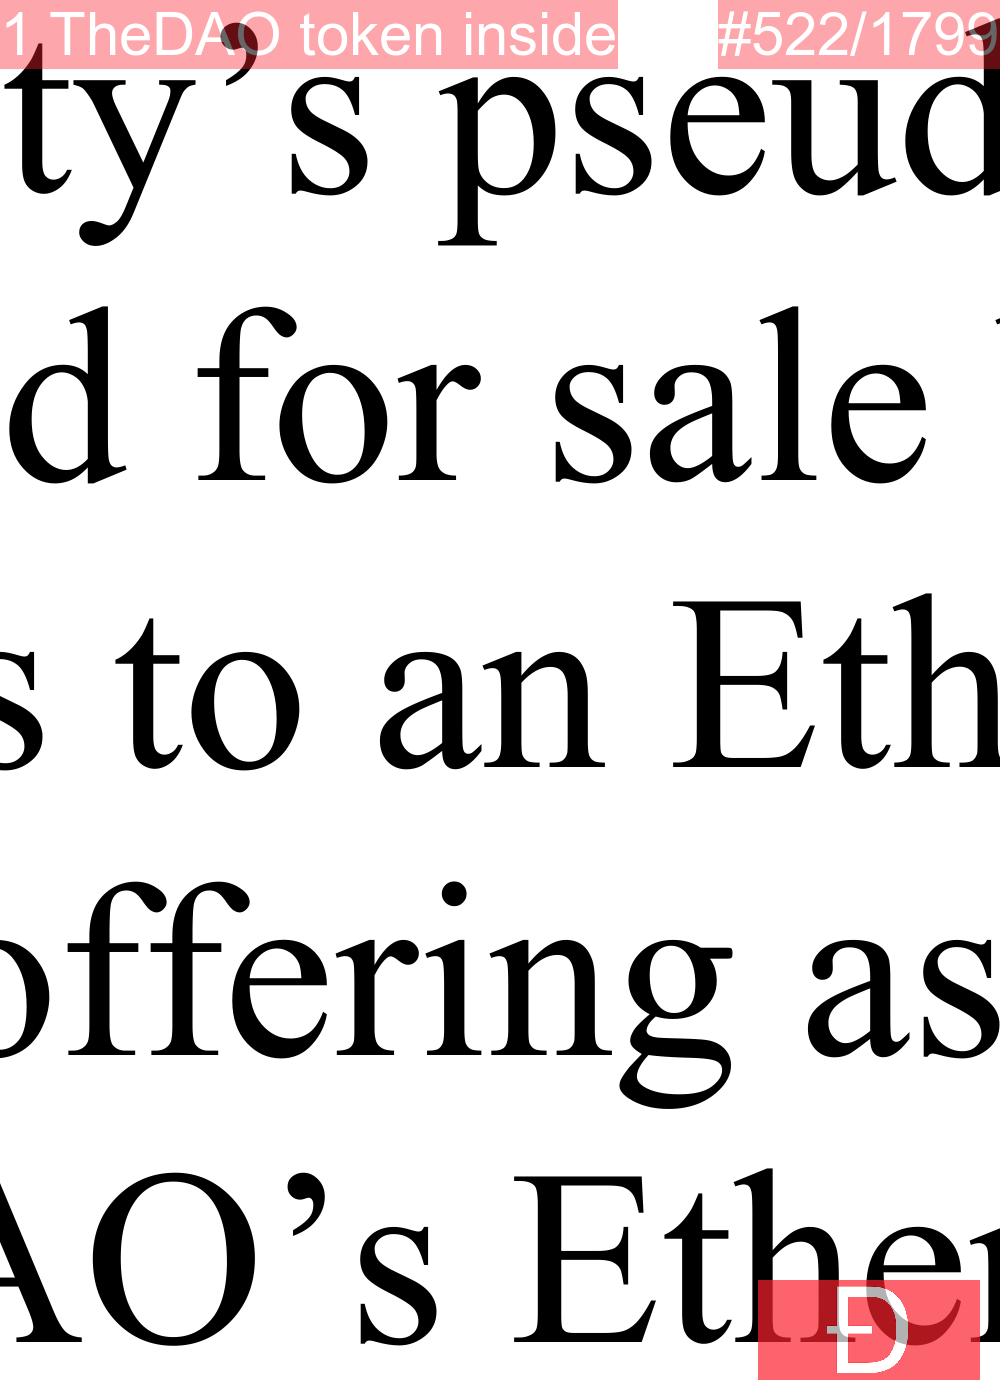 1 TheDAO token inside #522/1799
ty’s pseud
d for sale
s to an Eth
offering as
AO’s Ether
Ð